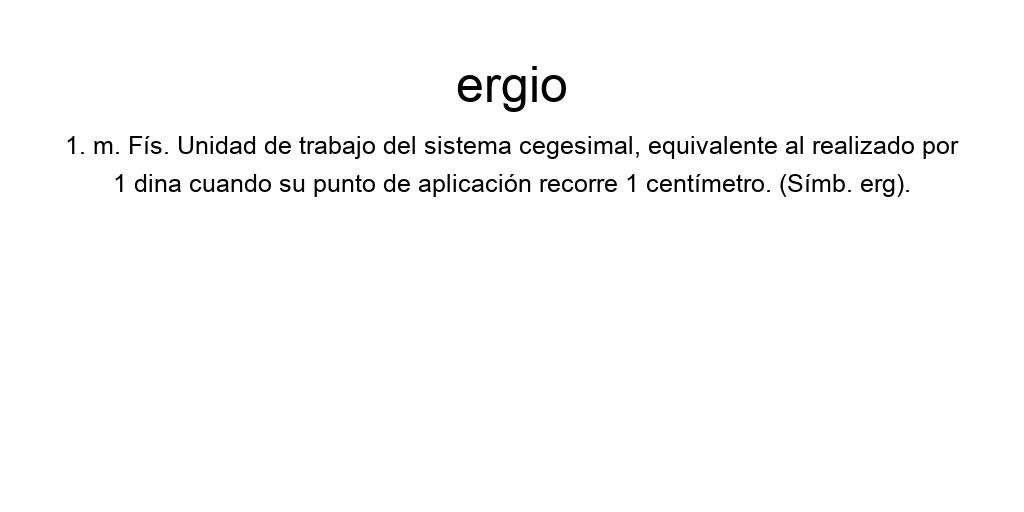 ergio
1. m. Fís. Unidad de trabajo del sistema cegesimal, equivalente al realizado por
1 dina cuando su punto de aplicación recorre 1 centímetro. (Símb. erg).